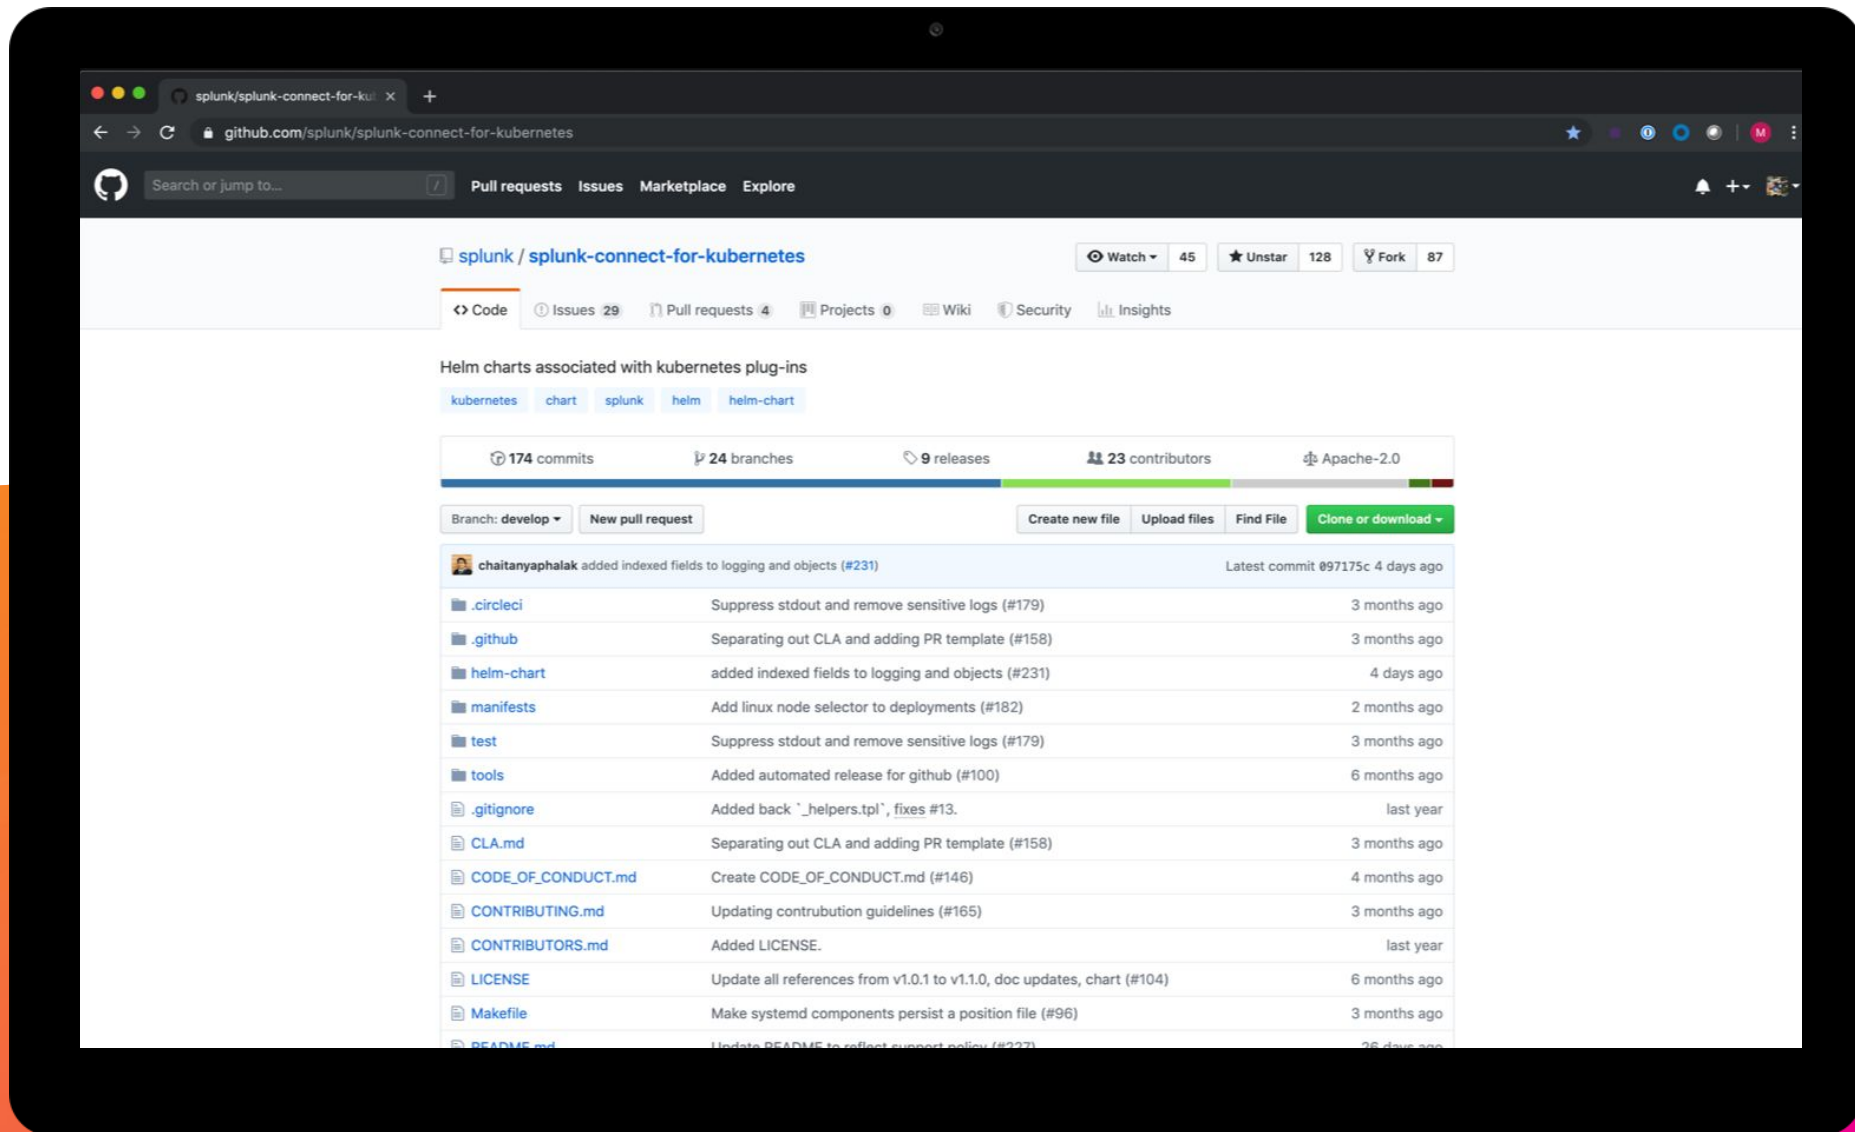 splunk/splunk-connect-for-ku
github.com/splunk/splunk-connect-for-kubernetes
M
Search or jump to... /
Pull requests Issues Marketplace Explore
splunk / splunk-connect-for-kubernetes
Watch 45 Unstar 128 Fork 87
Code Issues 29 Pull requests 4 Projects 0 Wiki Security Insights
Helm charts associated with kubernetes plug-ins
kubernetes chart splunk helm helm-chart
174 commits 24 branches 9 releases 23 contributors Apache-2.0
Branch: develop New pull request Create new file Upload files Find File Clone or download
chaitanyaphalak added indexed fields to logging and objects (#231) Latest commit 097175c 4 days ago
.circleci Suppress stdout and remove sensitive logs (#179) 3 months ago
.github Separating out CLA and adding PR template (#158) 3 months ago
helm-chart added indexed fields to logging and objects (#231) 4 days ago
manifests Add linux node selector to deployments (#182) 2 months ago
test Suppress stdout and remove sensitive logs (#179) 3 months ago
tools Added automated release for github (#100) 6 months ago
.gitignore Added back `_helpers.tpl`, fixes #13. last year
CLA.md Separating out CLA and adding PR template (#158) 3 months ago
CODE_OF_CONDUCT.md Create CODE_OF_CONDUCT.md (#146) 4 months ago
CONTRIBUTING.md Updating contrubution guidelines (#165) 3 months ago
CONTRIBUTORS.md Added LICENSE. last year
LICENSE Update all references from v1.0.1 to v1.1.0, doc updates, chart (#104) 6 months ago
Makefile Make systemd components persist a position file (#96) 3 months ago
README.md Update README to reflect support policy (#227) 26 days ago